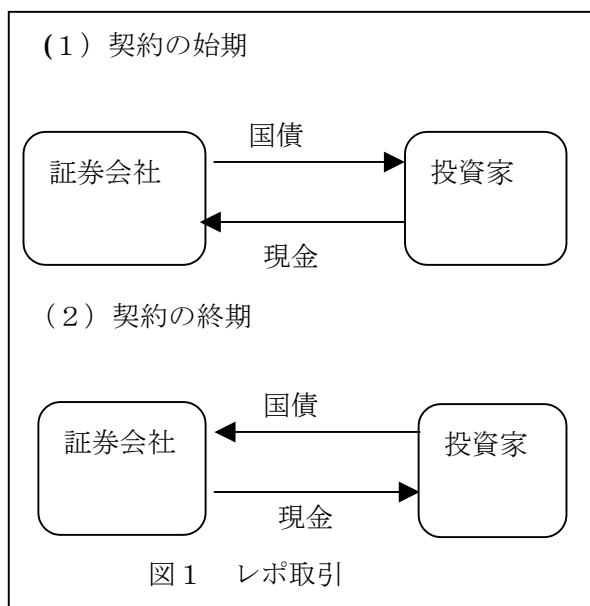 (１）契約の始期
国債
証券会社
投資家
現金
（２）契約の終期
国債
証券会社
投資家
現金
図１　レポ取引